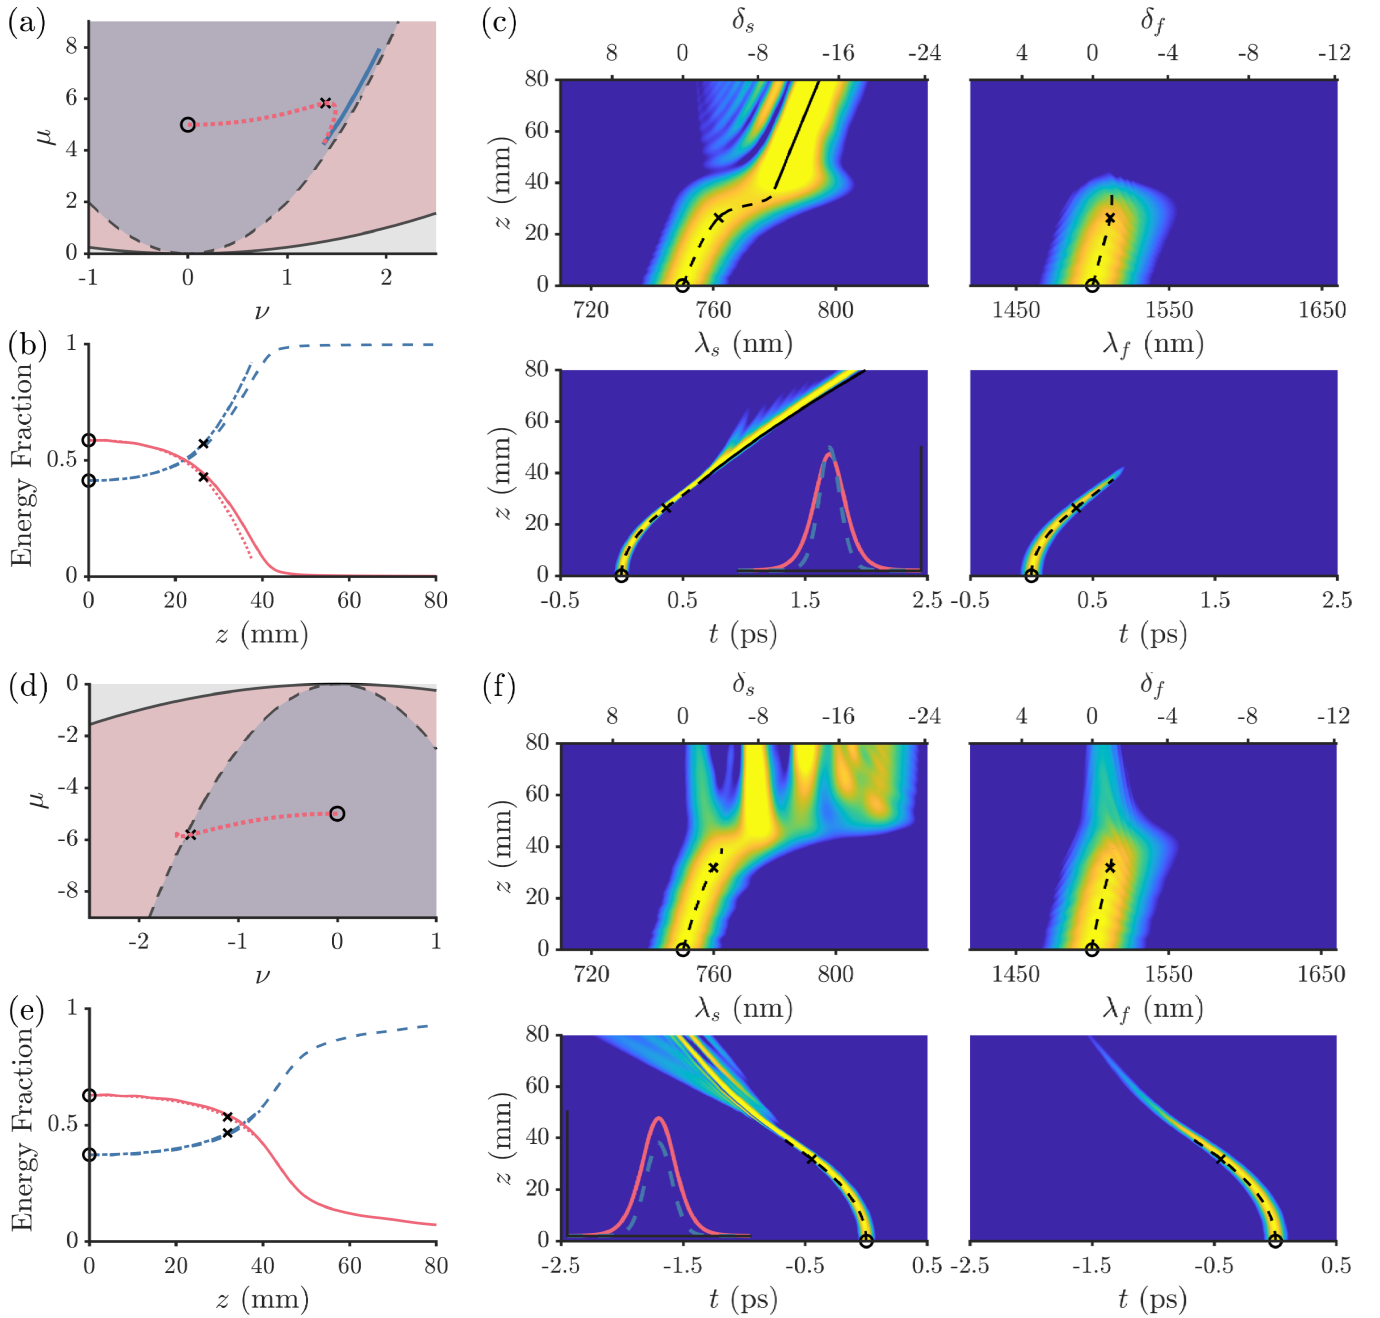 (a)
8
6
4
2
0
μ
-1 0 1 2
ν
(b)
1
0.5
0
Energy Fraction
0 20 40 60 80
z (mm)
(c)
δs
8 0 -8 -16 -24
80
60
40
20
0
z (mm)
720 760 800
λs (nm)
δf
4 0 -4 -8 -12
1450 1550 1650
λf (nm)
80
60
40
20
0
z (mm)
-0.5 0.5 1.5 2.5
t (ps)
-0.5 0.5 1.5 2.5
t (ps)
(d)
0
-2
-4
-6
-8
μ
-2 -1 0 1
ν
(e)
1
0.5
0
Energy Fraction
0 20 40 60 80
z (mm)
(f)
δs
8 0 -8 -16 -24
80
60
40
20
0
z (mm)
720 760 800
λs (nm)
δf
4 0 -4 -8 -12
1450 1550 1650
λf (nm)
80
60
40
20
0
z (mm)
-2.5 -1.5 -0.5 0.5
t (ps)
-2.5 -1.5 -0.5 0.5
t (ps)